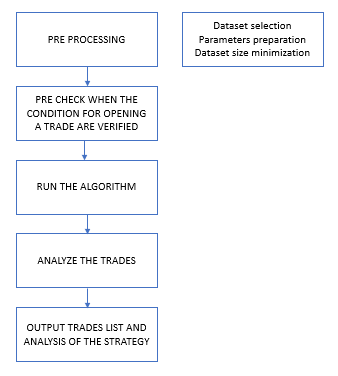 PRE PROCESSING
Dataset selection
Parameters preparation
Dataset size minimization
PRE CHECK WHEN THE
CONDITION FOR OPENING
A TRADE ARE VERIFIED
RUN THE ALGORITHM
ANALYZE THE TRADES
OUTPUT TRADES LIST AND
ANALYSIS OF THE STRATEGY